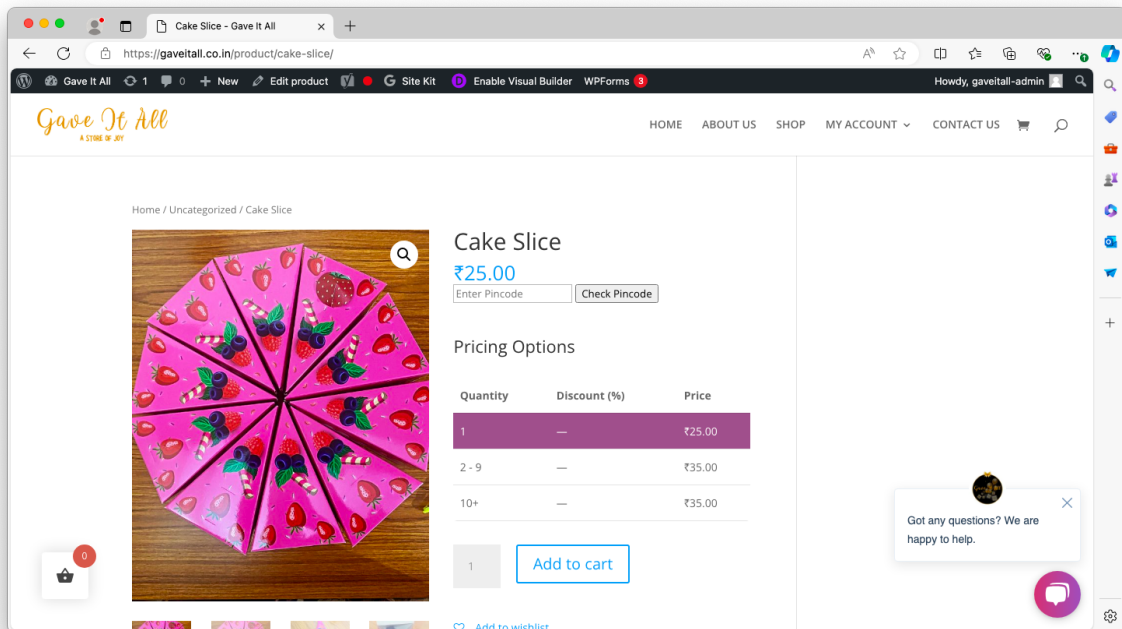 Cake Slice - Gave It All
https://gaveitall.co.in/product/cake-slice/
Gave It All 1 0 New Edit product Site Kit Enable Visual Builder WPForms 3 Howdy, gaveitall-admin
Gave It All
A STORE OF JOY
HOME ABOUT US SHOP MY ACCOUNT CONTACT US
Home / Uncategorized / Cake Slice
Cake Slice
₹25.00
Enter Pincode Check Pincode
Pricing Options
Quantity Discount (%) Price
1 — ₹25.00
2 - 9 — ₹35.00
10+ — ₹35.00
1 Add to cart
Add to wishlist
0
Got any questions? We are
happy to help.